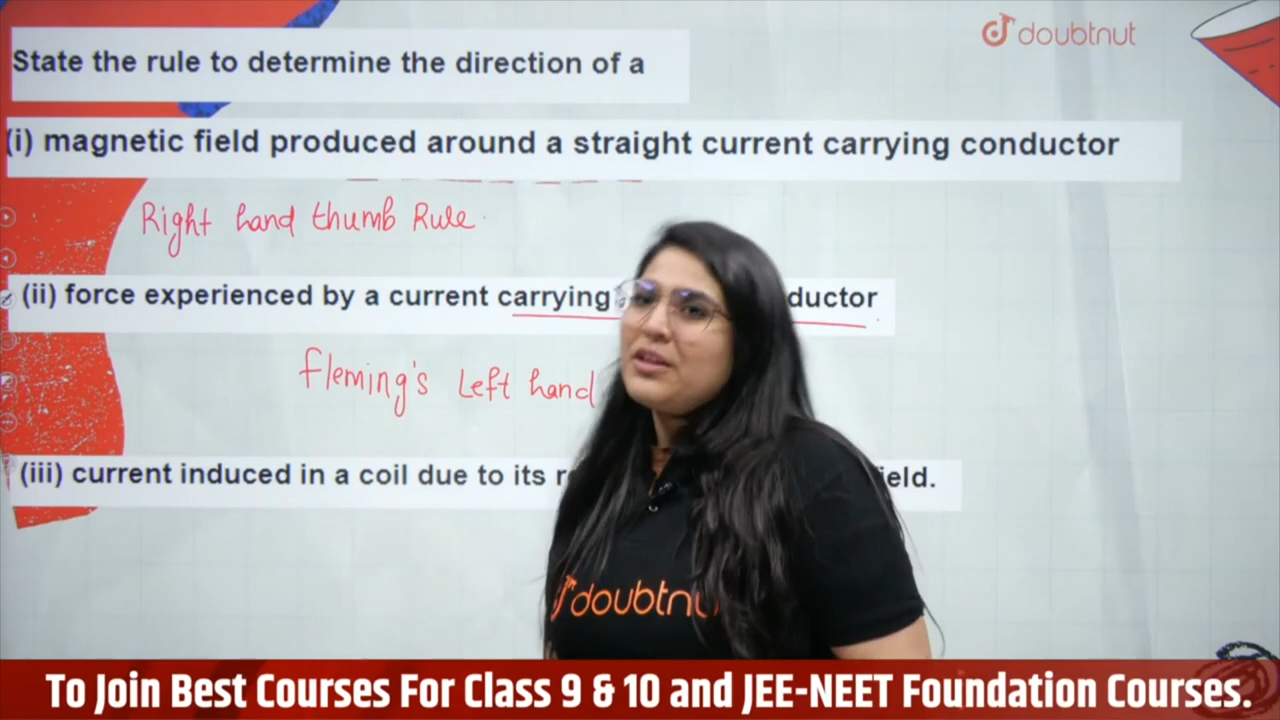 doubtnut
State the rule to determine the direction of a
(i) magnetic field produced around a straight current carrying conductor
Right hand thumb Rule.
(ii) force experienced by a current carrying ductor
Fleming's Left hand
(iii) current induced in a coil due to its r ield.
doubtnut
To Join Best Courses For Class 9 & 10 and JEE-NEET Foundation Courses.